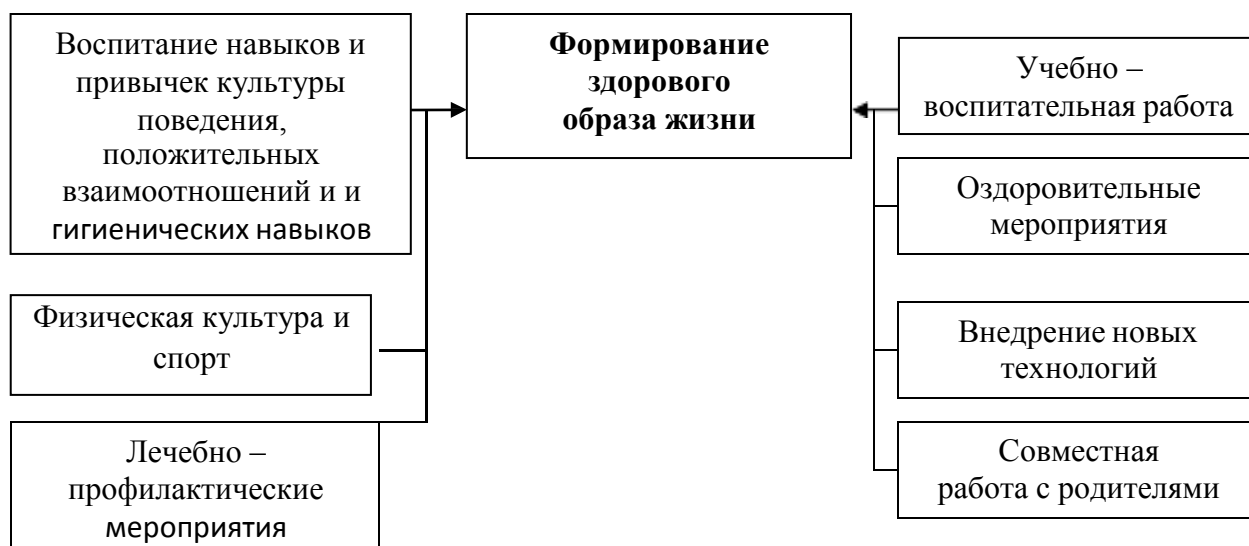 Воспитание навыков и
привычек культуры
поведения,
положительных
взаимоотношений и и
гигиенических навыков
Физическая культура и
спорт
Лечебно –
профилактические
мероприятия
Формирование
здорового
образа жизни
Учебно –
воспитательная работа
Оздоровительные
мероприятия
Внедрение новых
технологий
Совместная
работа с родителями